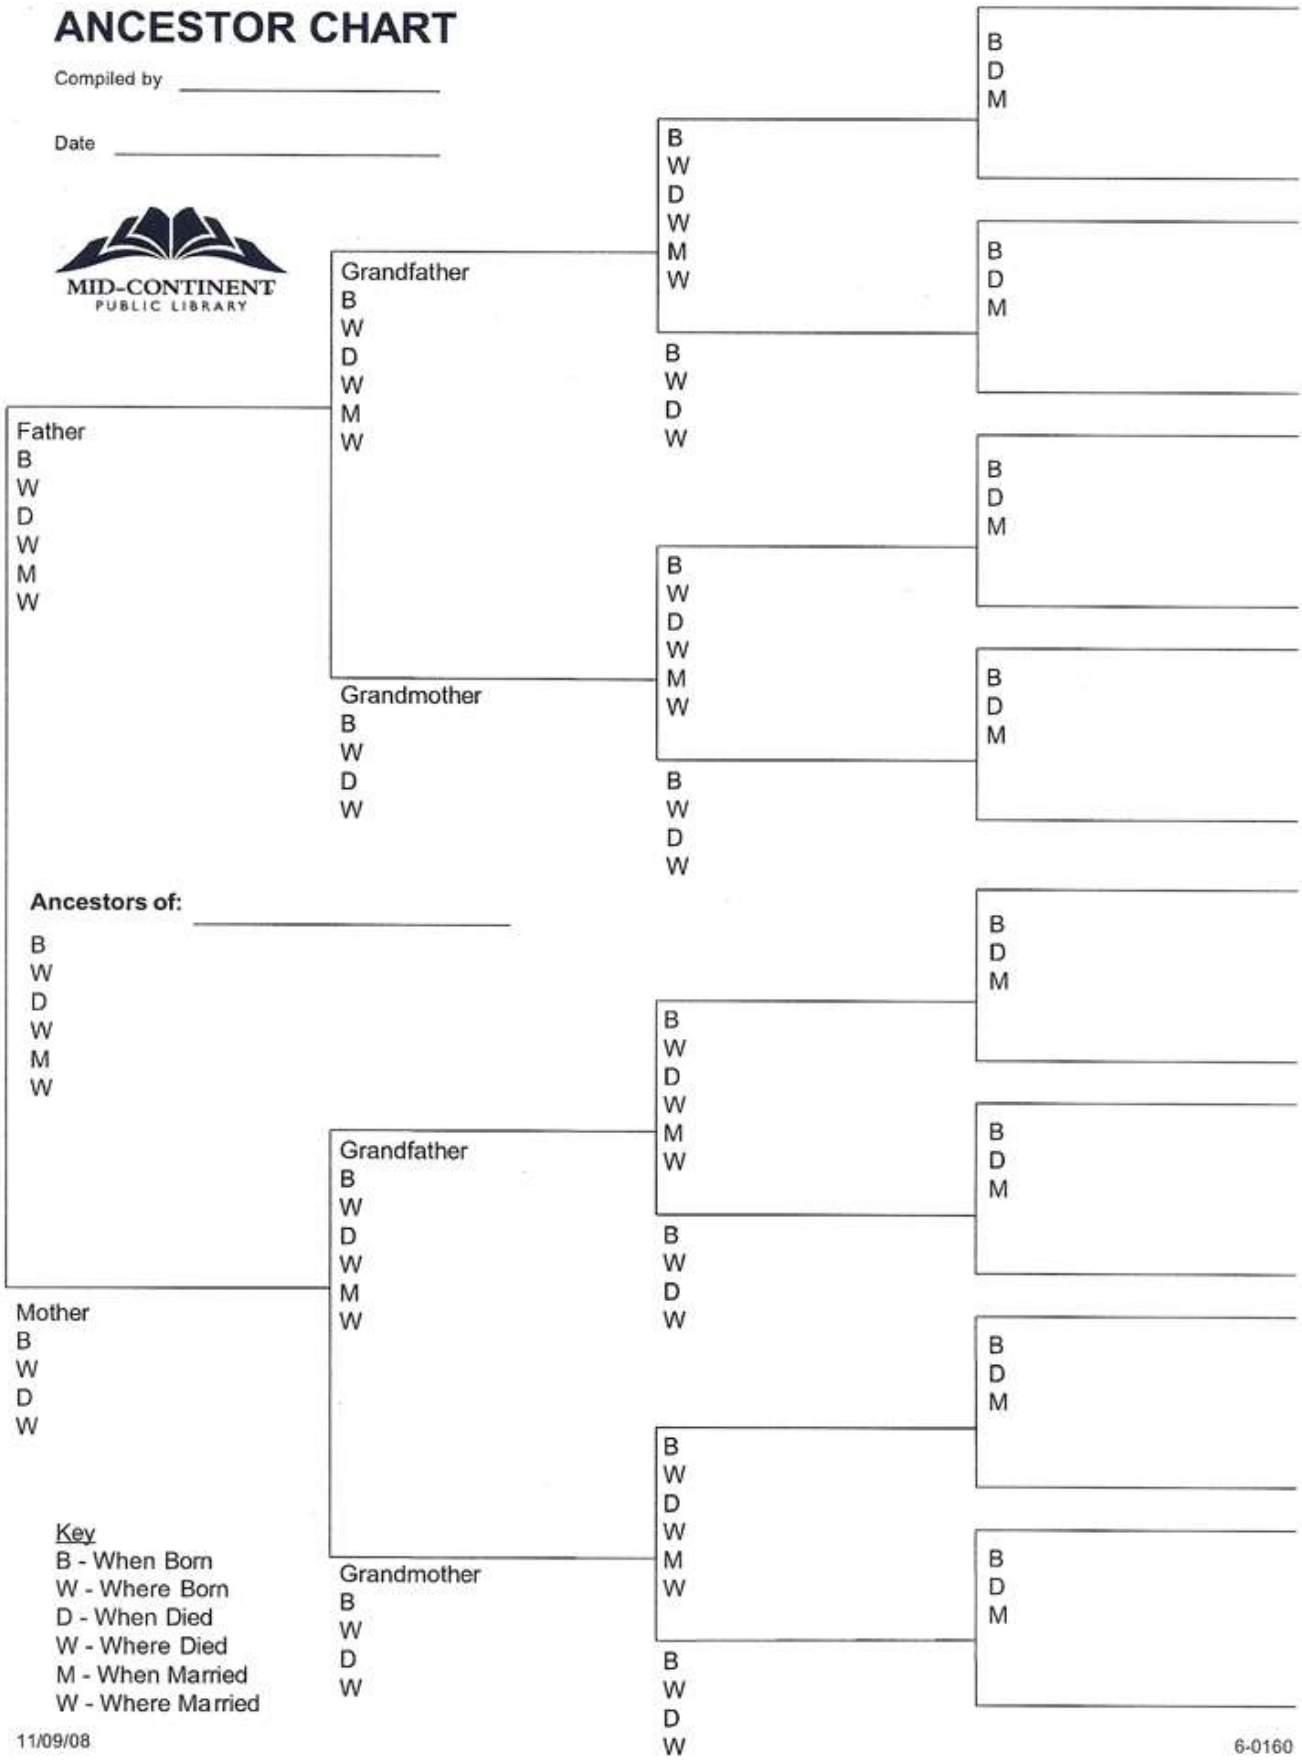 ANCESTOR CHART
Compiled by
Date
MID-CONTINENT
PUBLIC LIBRARY
Father
B
W
D
W
M
W
Ancestors of:
B
W
D
W
M
W
Mother
B
W
D
W
Grandfather
B
W
D
W
M
W
Grandmother
B
W
D
W
Grandfather
B
W
D
W
M
W
Grandmother
B
W
D
W
B
W
D
W
M
W
B
W
D
W
B
W
D
W
M
W
B
W
D
W
B
W
D
W
M
W
B
W
D
W
B
W
D
W
M
W
B
W
D
W
B
D
M
B
D
M
B
D
M
B
D
M
B
D
M
B
D
M
B
D
M
B
D
M
Key
B - When Born
W - Where Born
D - When Died
W - Where Died
M - When Married
W - Where Married
11/09/08
6-0160